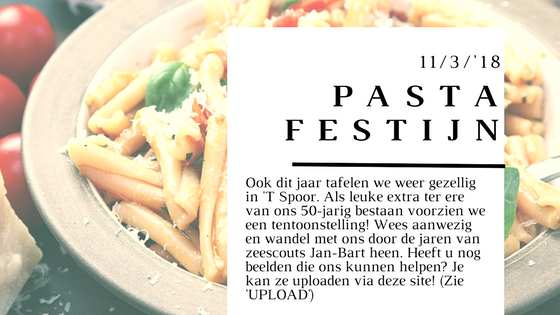 11/3/'18
PASTA
FESTIJN
Ook dit jaar tafelen we weer gezellig
in 'T Spoor. Als leuke extra ter ere
van ons 50-jarig bestaan voorzien we
een tentoonstelling! Wees aanwezig
en wandel met ons door de jaren van
zeescouts Jan-Bart heen. Heeft u nog
beelden die ons kunnen helpen? Je
kan ze uploaden via deze site! (Zie
'UPLOAD')